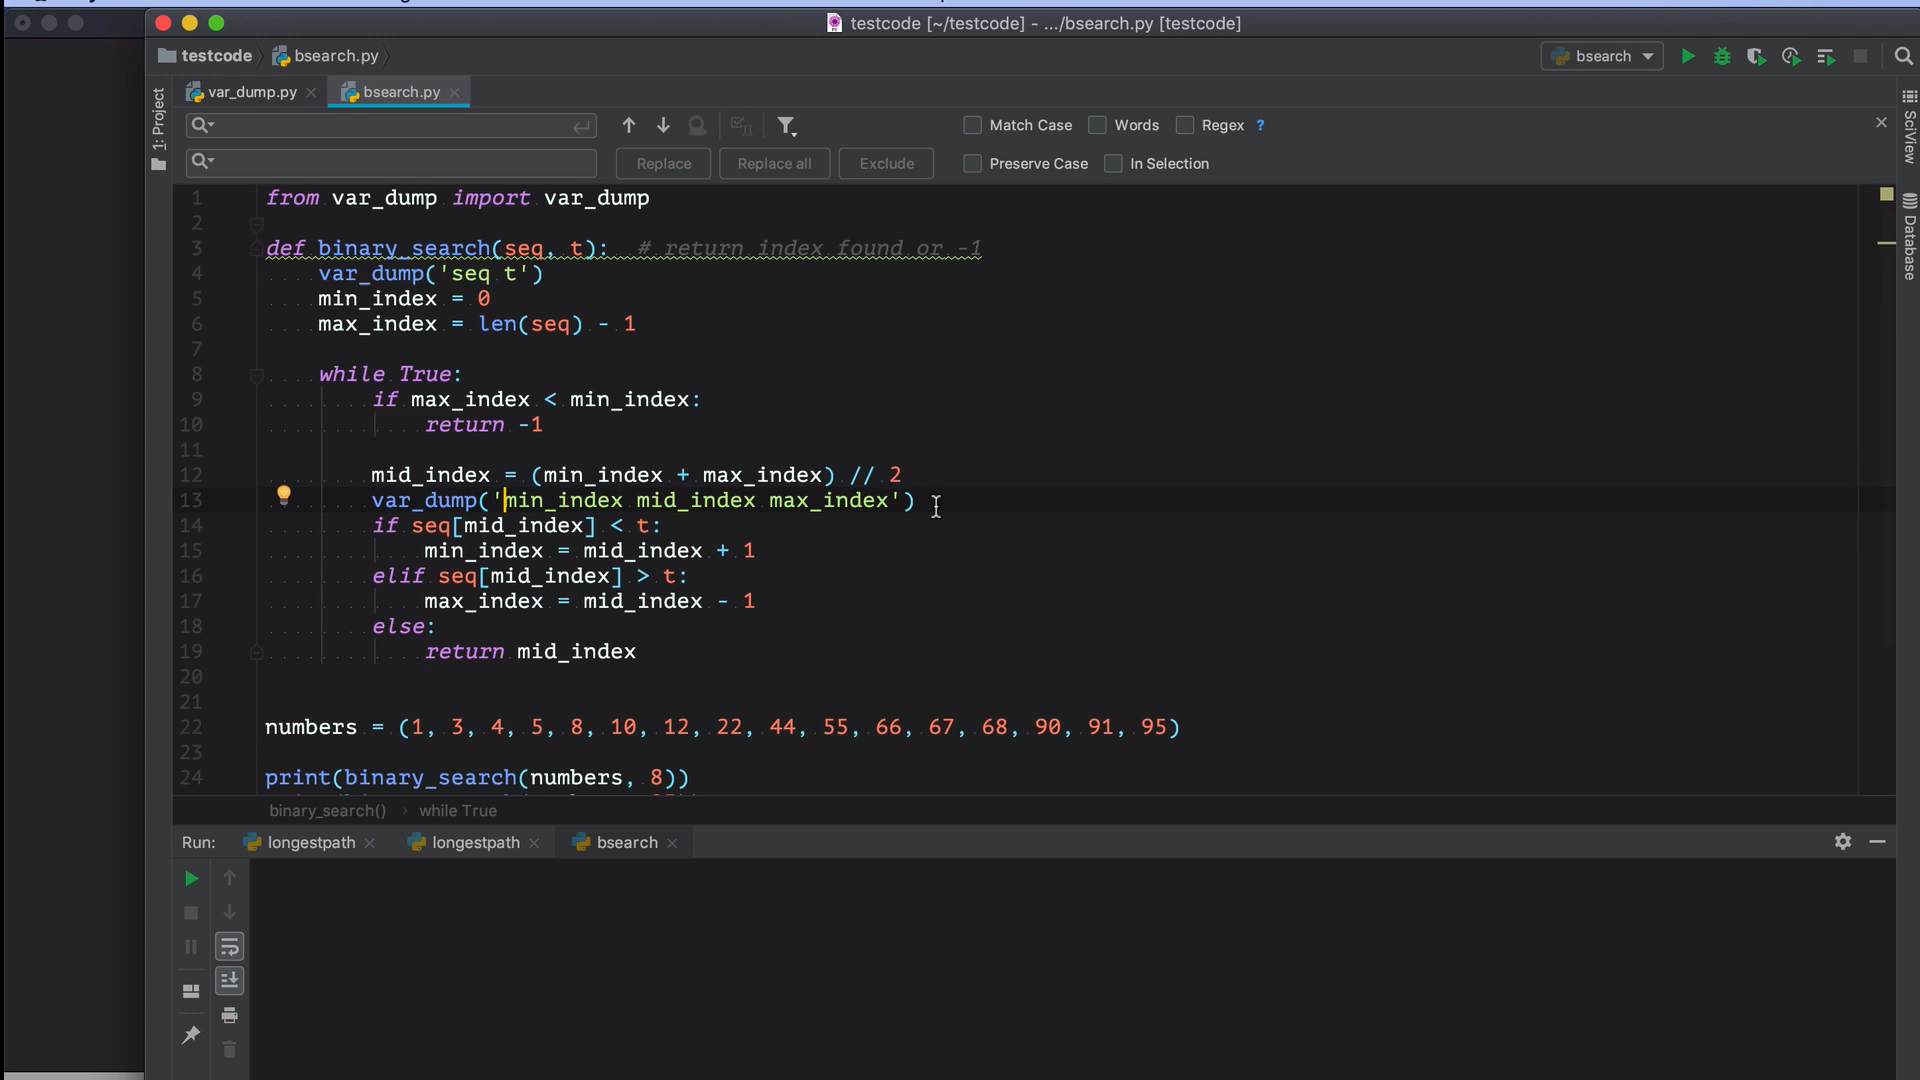 testcode [~/testcode] - .../bsearch.py [testcode]
testcode bsearch.py
bsearch
1: Project
var_dump.py bsearch.py
Match Case Words Regex ?
Replace Replace all Exclude Preserve Case In Selection
SciView
Database
1 from var_dump import var_dump
2
3 def binary_search(seq, t): # return index found or -1
4 var_dump('seq t')
5 min_index = 0
6 max_index = len(seq) - 1
7
8 while True:
9 if max_index < min_index:
10 return -1
11
12 mid_index = (min_index + max_index) // 2
13 var_dump('min_index mid_index max_index')
14 if seq[mid_index] < t:
15 min_index = mid_index + 1
16 elif seq[mid_index] > t:
17 max_index = mid_index - 1
18 else:
19 return mid_index
20
21
22 numbers = (1, 3, 4, 5, 8, 10, 12, 22, 44, 55, 66, 67, 68, 90, 91, 95)
23
24 print(binary_search(numbers, 8))
binary_search() › while True
Run: longestpath longestpath bsearch